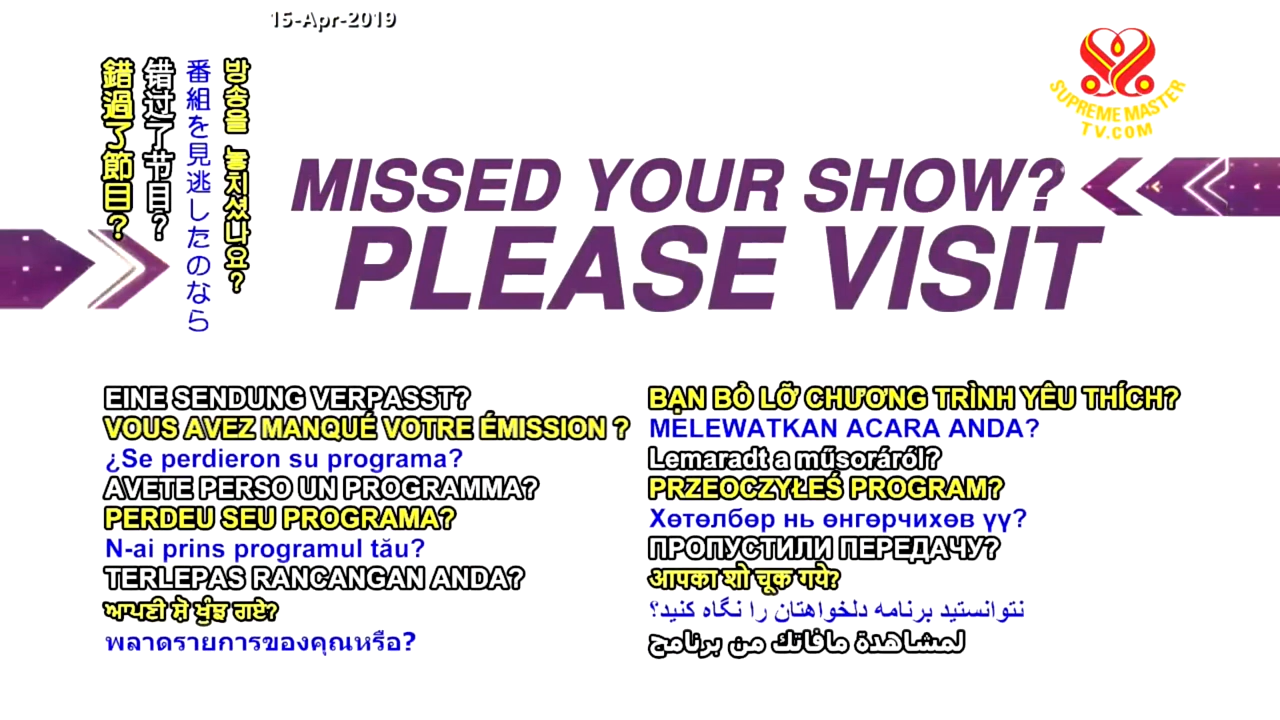 15-Apr-2019
SUPREME MASTER
TV.COM
錯過了節目？
错过了节目？
番組を見逃したのなら
방송을 놓치셨나요?
MISSED YOUR SHOW?
PLEASE VISIT
EINE SENDUNG VERPASST?
VOUS AVEZ MANQUÉ VOTRE ÉMISSION ?
¿Se perdieron su programa?
AVETE PERSO UN PROGRAMMA?
PERDEU SEU PROGRAMA?
N-ai prins programul tău?
TERLEPAS RANCANGAN ANDA?
ਆਪਣੀ ਸ਼ੋ ਖੁੰਝ ਗਏ?
พลาดรายการของคุณหรือ?
BẠN BỎ LỠ CHƯƠNG TRÌNH YÊU THÍCH?
MELEWATKAN ACARA ANDA?
Lemaradt a műsoráról?
PRZEOCZYŁEŚ PROGRAM?
Хөтөлбөр нь өнгөрчихөв үү?
ПРОПУСТИЛИ ПЕРЕДАЧУ?
आपका शो चूक गये?
نتوانستید برنامه دلخواهتان را نگاه کنید؟
لمشاهدة مافاتك من برنامج